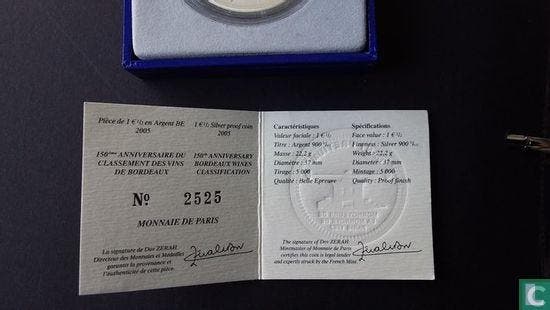 Pièce de 1 € 1/2 en Argent BE
2005
1 € 1/2 Silver proof coin
2005
150ème ANNIVERSAIRE DU
CLASSEMENT DES VINS
DE BORDEAUX
150th ANNIVERSARY
BORDEAUX WINES
CLASSIFICATION
No 2525
MONNAIE DE PARIS
La signature de Dov ZERAH
Directeur des Monnaies et Médailles
garantit la provenance et
l'authenticité de cette pièce.
Caractéristiques
Valeur faciale : 1 € 1/2
Titre : Argent 900 °/oo
Masse : 22,2 g
Diamètre : 37 mm
Tirage : 5 000
Qualité : Belle Epreuve
Spécifications
Face value : 1 € 1/2
Fineness : Silver 900 °/oo
Weight : 22,2 g
Diameter : 37 mm
Mintage : 5 000
Quality : Proof finish
The signature of Dov ZERAH
Mintmaster of Monnaie de Paris
certifies this coin is legal tender
and expertly struck by the French Mint.
catawiki